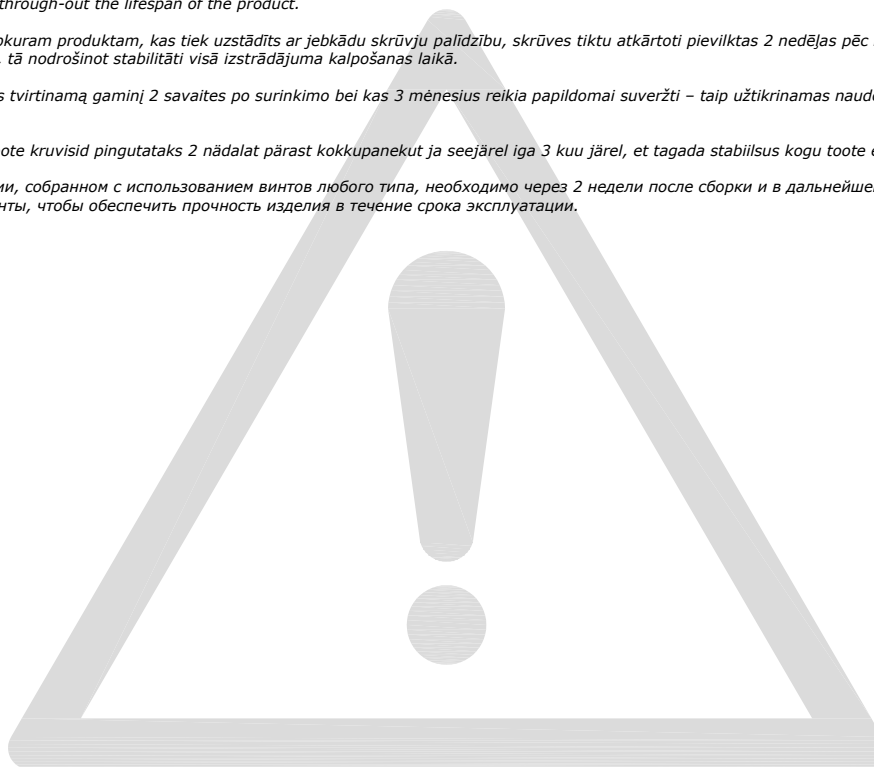 through-out the lifespan of the product.
okuram produktam, kas tiek uzstādīts ar jebkādu skrūvju palīdzību, skrūves tiktu atkārtoti pievilktas 2 nedēļas pēc
, tā nodrošinot stabilitāti visā izstrādājuma kalpošanas laikā.
s tvirtinamą gaminį 2 savaites po surinkimo bei kas 3 mėnesius reikia papildomai suveržti – taip užtikrinamas naudo
ote kruvisid pingutataks 2 nädalat pärast kokkupanekut ja seejärel iga 3 kuu järel, et tagada stabiilsus kogu toote e
ии, собранном с использованием винтов любого типа, необходимо через 2 недели после сборки и в дальнейшем
нты, чтобы обеспечить прочность изделия в течение срока эксплуатации.